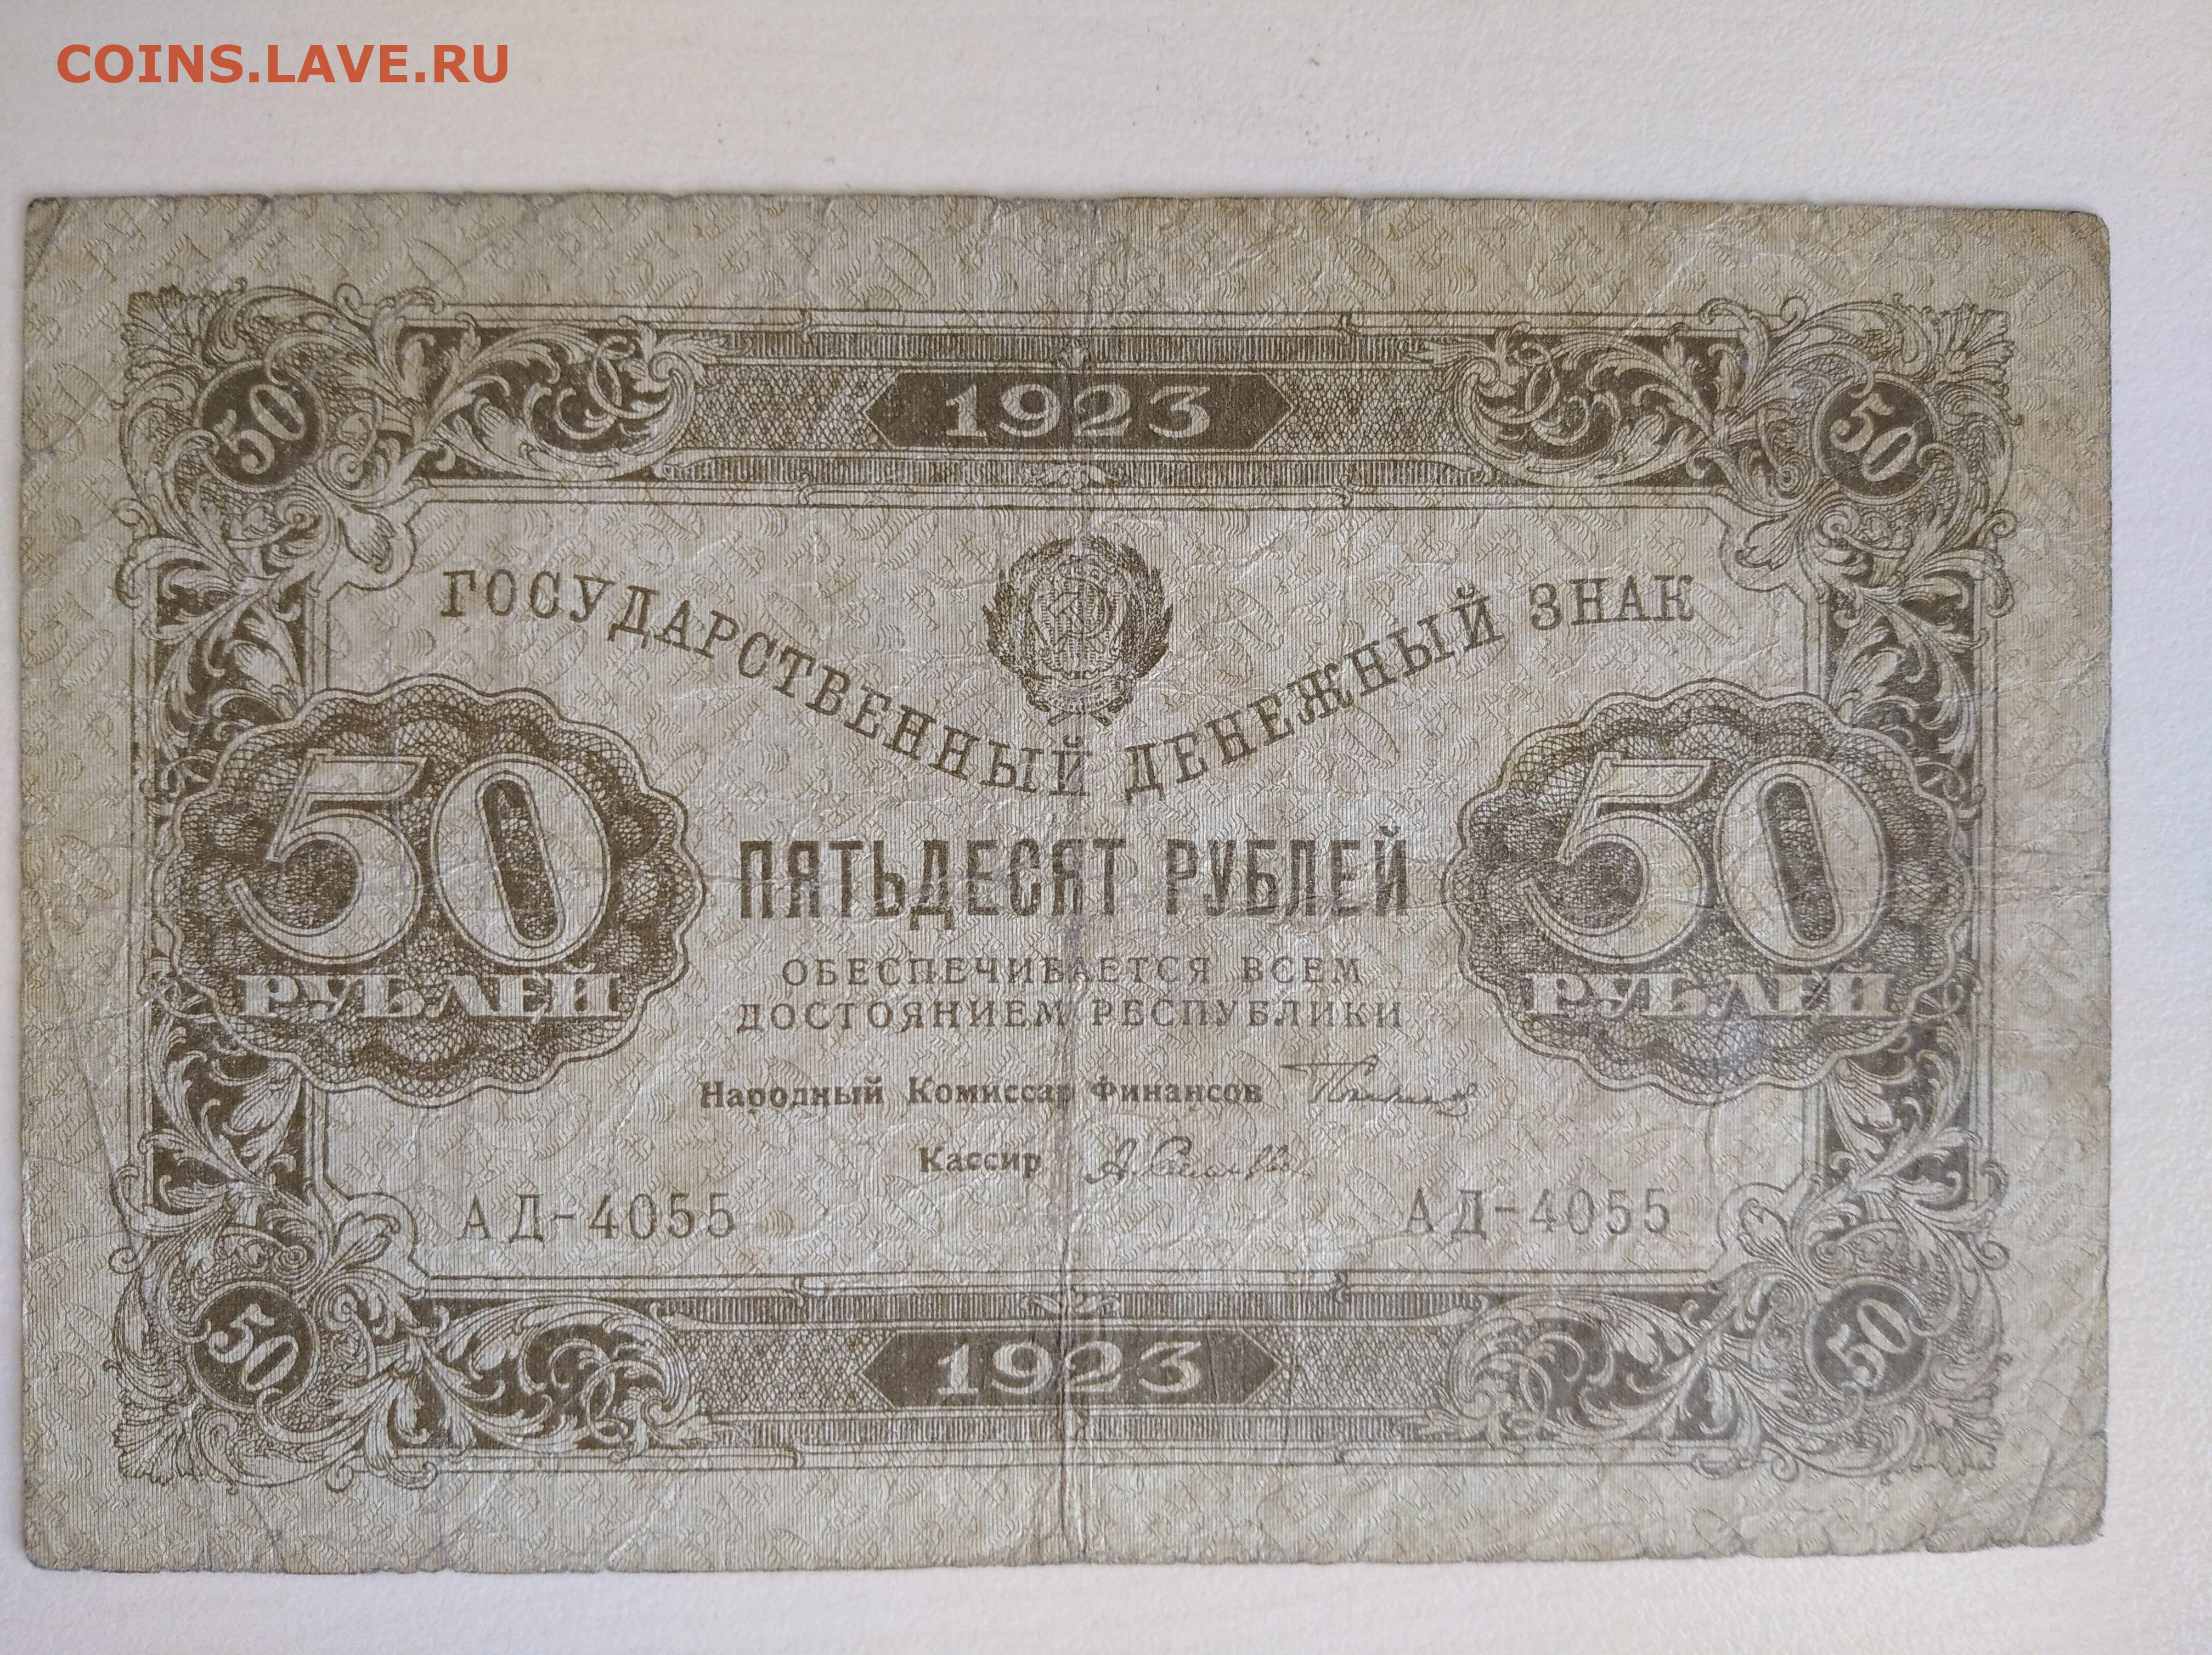 COINS.LAVE.RU
1923
50 50
ГОСУДАРСТВЕННЫЙ ДЕНЕЖНЫЙ ЗНАК
50 РУБЛЕЙ
50 РУБЛЕЙ
ПЯТЬДЕСЯТ РУБЛЕЙ
ОБЕСПЕЧИВАЕТСЯ ВСЕМ
ДОСТОЯНИЕМ РЕСПУБЛИКИ
Народный Комиссар Финансов
Кассир
АД-4055 АД-4055
50 50
1923